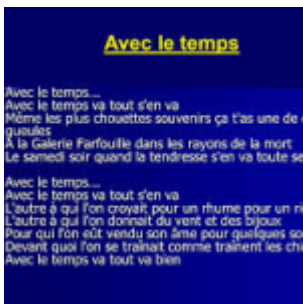 Avec le temps
Avec le temps...
Avec le temps va tout s'en va
Même les plus chouettes souvenirs ça t'as une de
gueules
À la Galerie Farfouille dans les rayons de la mort
Le samedi soir quand la tendresse s'en va toute
Avec le temps...
Avec le temps va tout s'en va
L'autre à qui l'on croyait pour un rhume pour un
L'autre à qui l'on donnait du vent et des bijoux
Pour qui l'on eût vendu son âme pour quelques
Devant quoi l'on se traînait comme traînent les
Avec le temps va tout va bien